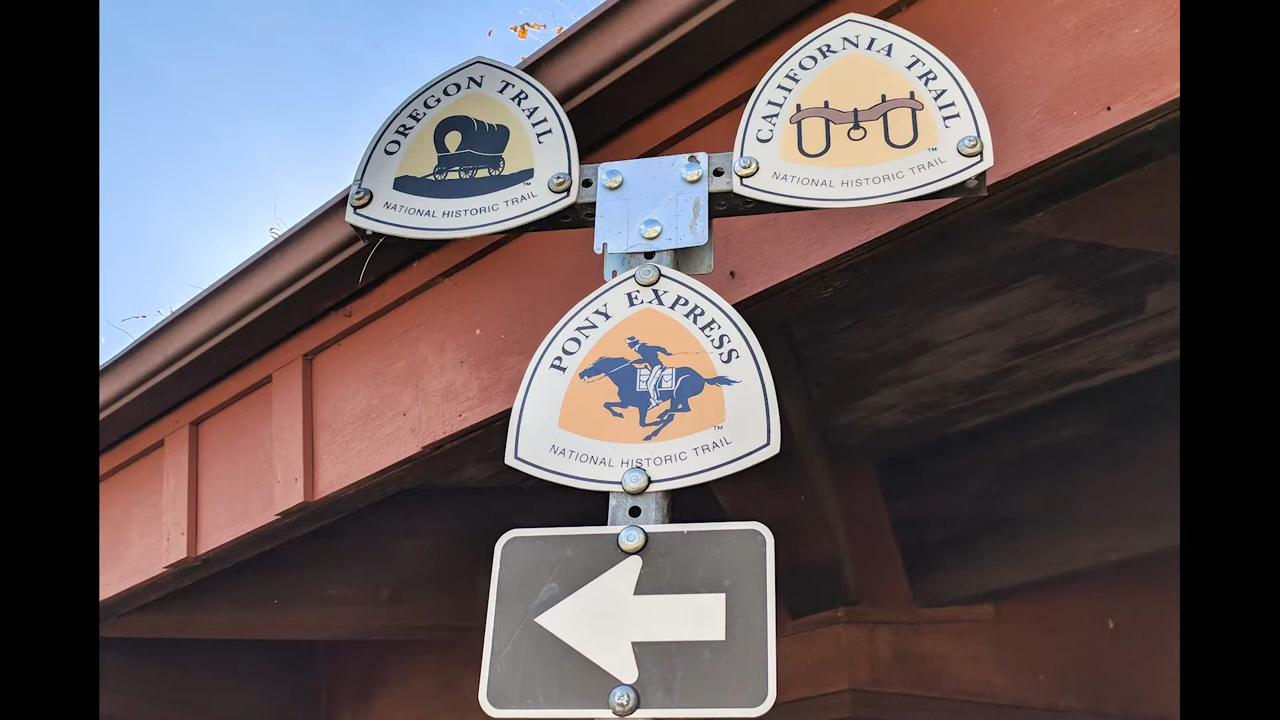 OREGON TRAIL
NATIONAL HISTORIC TRAIL
CALIFORNIA TRAIL
NATIONAL HISTORIC TRAIL
PONY EXPRESS
NATIONAL HISTORIC TRAIL